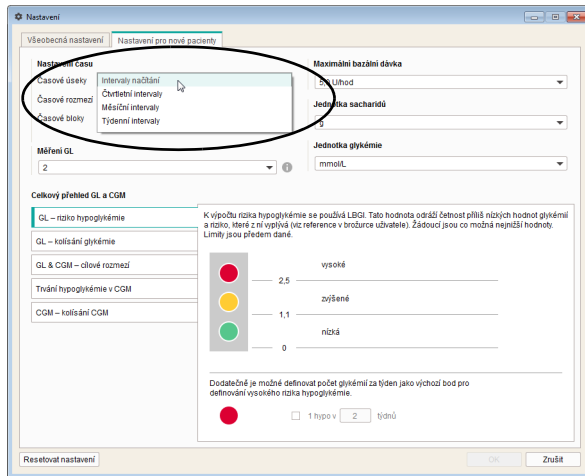 Nastavení
Všeobecná nastavení
Nastavení pro nové pacienty
Nastavení času
Časové úseky
Intervaly načítání
Čtvrtletní intervaly
Měsíční intervaly
Týdenní intervaly
Časové rozmezí
Časové bloky
Měření GL
2
Maximální bazální dávka
5,0 U/hod
Jednotka sacharidů
g
Jednotka glykémie
mmol/L
Celkový přehled GL a CGM
GL – riziko hypoglykémie
GL – kolísání glykémie
GL & CGM – cílové rozmezí
Trvání hypoglykémie v CGM
CGM – kolísání CGM
K výpočtu rizika hypoglykémie se používá LBGI. Tato hodnota odráží četnost příliš nízkých hodnot glykémií
a riziko, které z ní vyplývá (viz reference v brožurce uživatele). Žádoucí jsou co možná nejnižší hodnoty.
Limity jsou předem dané.
vysoké
2,5
zvýšené
1,1
nízká
0
Dodatečně je možné definovat počet glykémií za týden jako výchozí bod pro
definování vysokého rizika hypoglykémie.
1 hypo v 2 týdnů
Resetovat nastavení
OK
Zrušit